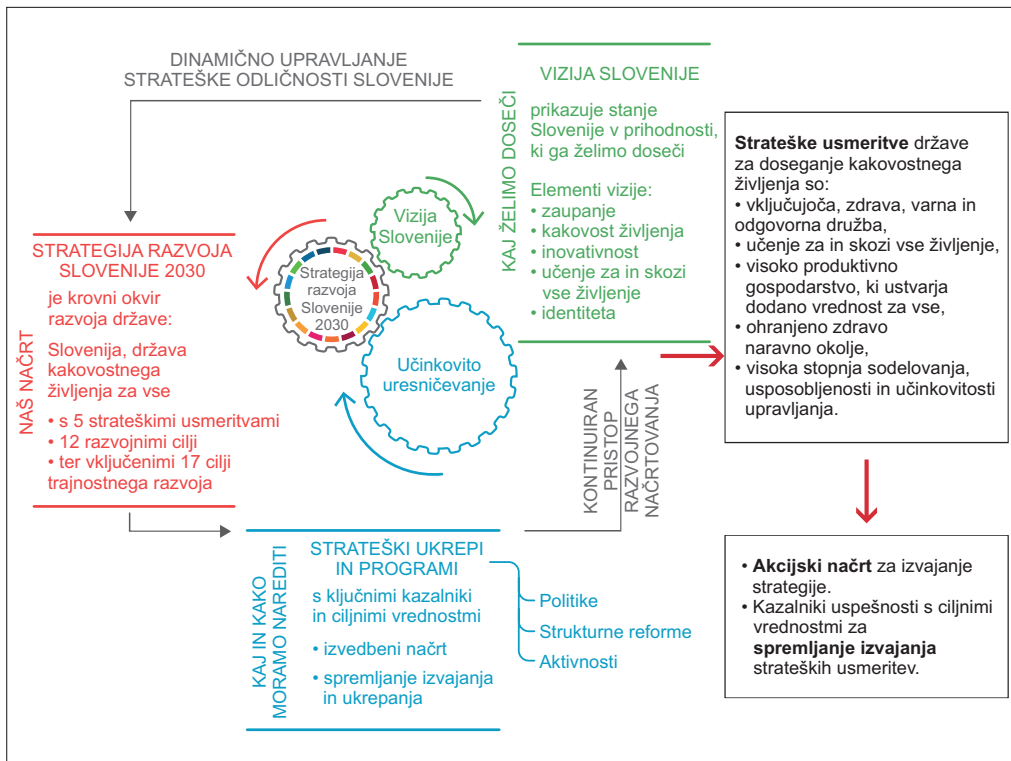 DINAMIČNO UPRAVLJANJE
STRATEŠKE ODLIČNOSTI SLOVENIJE
KAJ ŽELIMO DOSEČI
VIZIJA SLOVENIJE
prikazuje stanje
Slovenije v prihodnosti,
ki ga želimo doseči
Elementi vizije:
• zaupanje
• kakovost življenja
• inovativnost
• učenje za in skozi
vse življenje
• identiteta
Strateške usmeritve države
za doseganje kakovostnega
življenja so:
• vključujoča, zdrava, varna in
odgovorna družba,
• učenje za in skozi vse življenje,
• visoko produktivno
gospodarstvo, ki ustvarja
dodano vrednost za vse,
• ohranjeno zdravo
naravno okolje,
• visoka stopnja sodelovanja,
usposobljenosti in učinkovitosti
upravljanja.
Vizija
Slovenije
Strategija
razvoja
Slovenije
2030
Učinkovito
uresničevanje
NAŠ NAČRT
STRATEGIJA RAZVOJA
SLOVENIJE 2030
je krovni okvir
razvoja države:
Slovenija, država
kakovostnega
življenja za vse
• s 5 strateškimi usmeritvami
• 12 razvojnimi cilji
• ter vključenimi 17 cilji
trajnostnega razvoja
KONTINUIRAN
PRISTOP
RAZVOJNEGA
NAČRTOVANJA
KAJ IN KAKO
MORAMO NAREDITI
STRATEŠKI UKREPI
IN PROGRAMI
s ključnimi kazalniki
in ciljnimi vrednostmi
• izvedbeni načrt
• spremljanje izvajanja
in ukrepanja
Politike
Strukturne reforme
Aktivnosti
• Akcijski načrt za izvajanje
strategije.
• Kazalniki uspešnosti s ciljnimi
vrednostmi za
spremljanje izvajanja
strateških usmeritev.